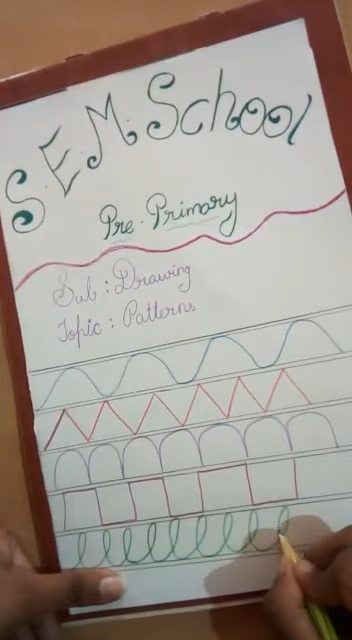 S.E.M. School
Pre-Primary
Sub : Drawing
Topic : Patterns